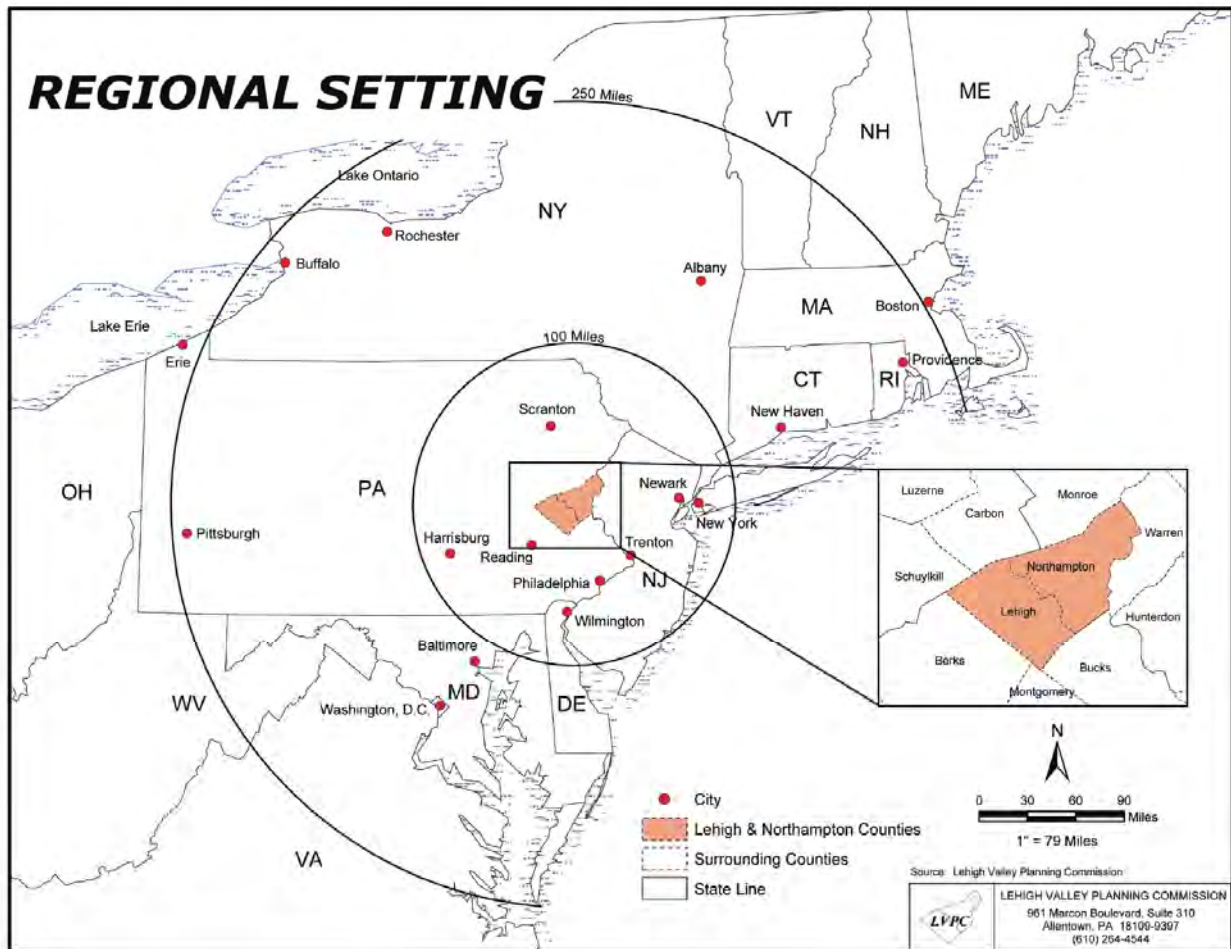 REGIONAL SETTING
250 Miles
ME
VT
NH
Lake Ontario
NY
Rochester
Buffalo
Albany
MA
Boston
Lake Erie
Erie
100 Miles
Providence
CT
RI
Scranton
New Haven
OH
PA
Newark
New York
Pittsburgh
Harrisburg
Reading
Trenton
NJ
Philadelphia
Wilmington
Baltimore
MD
DE
WV
Washington, D.C.
VA
Luzerne
Monroe
Carbon
Warren
Northampton
Schuylkill
Lehigh
Hunterdon
Berks
Bucks
Montgomery
N
0 30 60 90
Miles
1" = 79 Miles
City
Lehigh & Northampton Counties
Surrounding Counties
State Line
Source: Lehigh Valley Planning Commission
LVPC
LEHIGH VALLEY PLANNING COMMISSION
961 Marcon Boulevard, Suite 310
Allentown, PA 18109-9397
(610) 264-4544